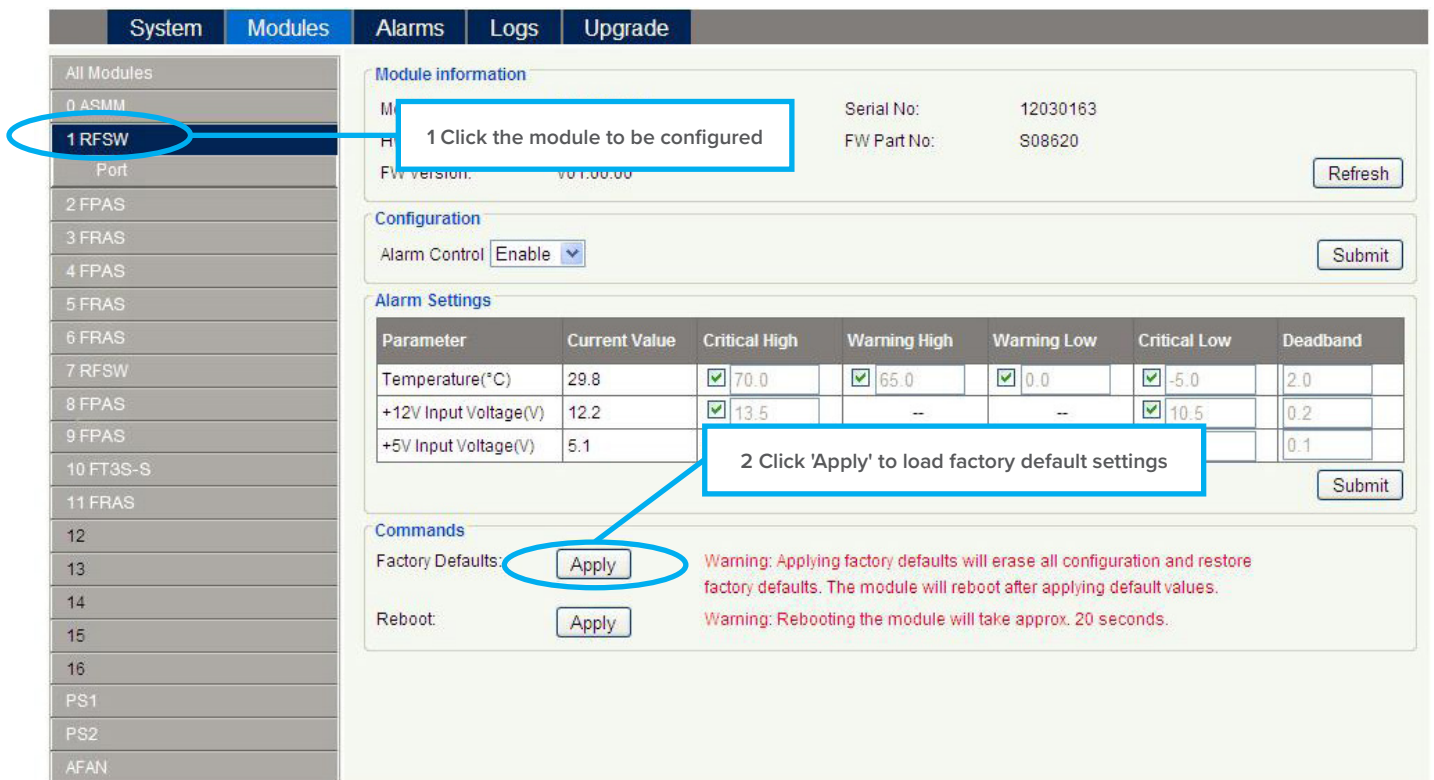 System Modules Alarms Logs Upgrade
All Modules
0 ASMM
1 RFSW
Port
2 FPAS
3 FRAS
4 FPAS
5 FRAS
6 FRAS
7 RFSW
8 FPAS
9 FPAS
10 FT3S-S
11 FRAS
12
13
14
15
16
PS1
PS2
AFAN
Module information
Serial No: 12030163
1 Click the module to be configured
FW Part No: S08620
FW Version: V01.00.00
Refresh
Configuration
Alarm Control Enable
Submit
Alarm Settings
Parameter Current Value Critical High Warning High Warning Low Critical Low Deadband
Temperature(°C) 29.8 70.0 65.0 0.0 -5.0 2.0
+12V Input Voltage(V) 12.2 13.5 -- -- 10.5 0.2
+5V Input Voltage(V) 5.1 0.1
2 Click 'Apply' to load factory default settings
Submit
Commands
Factory Defaults: Apply Warning: Applying factory defaults will erase all configuration and restore
factory defaults. The module will reboot after applying default values.
Reboot: Apply Warning: Rebooting the module will take approx. 20 seconds.